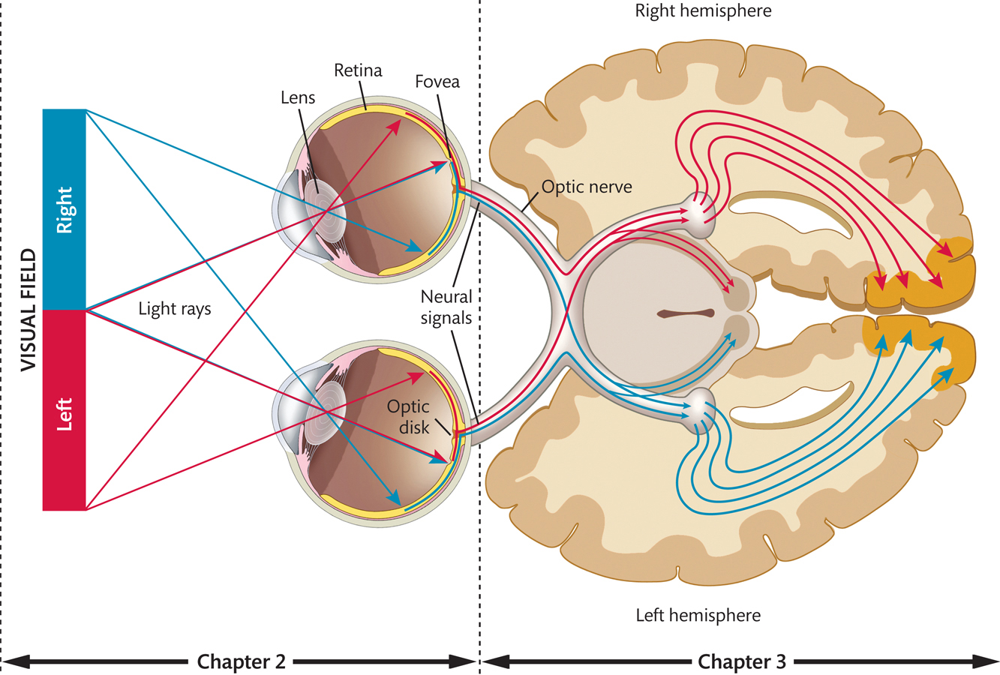 Right hemisphere
Retina
Fovea
Lens
Optic nerve
VISUAL FIELD
Right
Left
Light rays
Neural
signals
Optic
disk
Left hemisphere
Chapter 2
Chapter 3